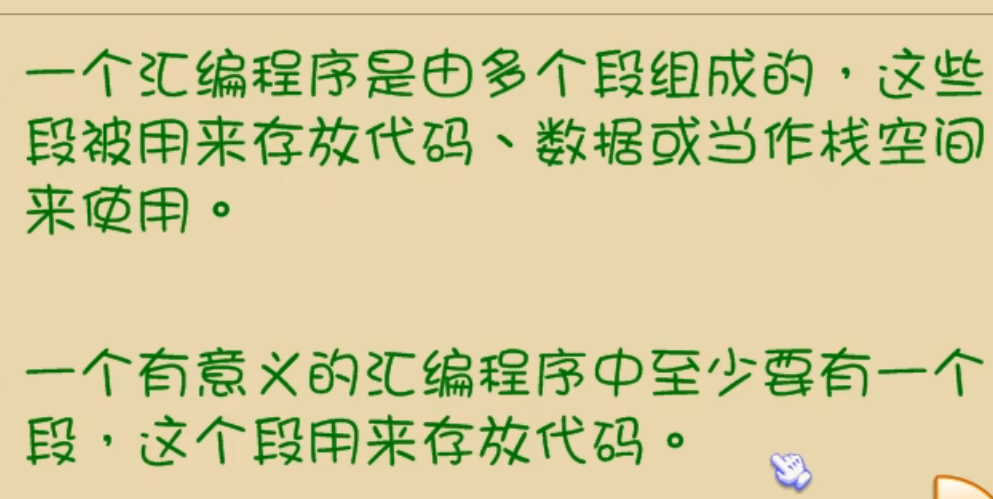 一个汇编程序是由多个段组成的，这些
段被用来存放代码、数据或当作栈空间
来使用。
一个有意义的汇编程序中至少要有一个
段，这个段用来存放代码。